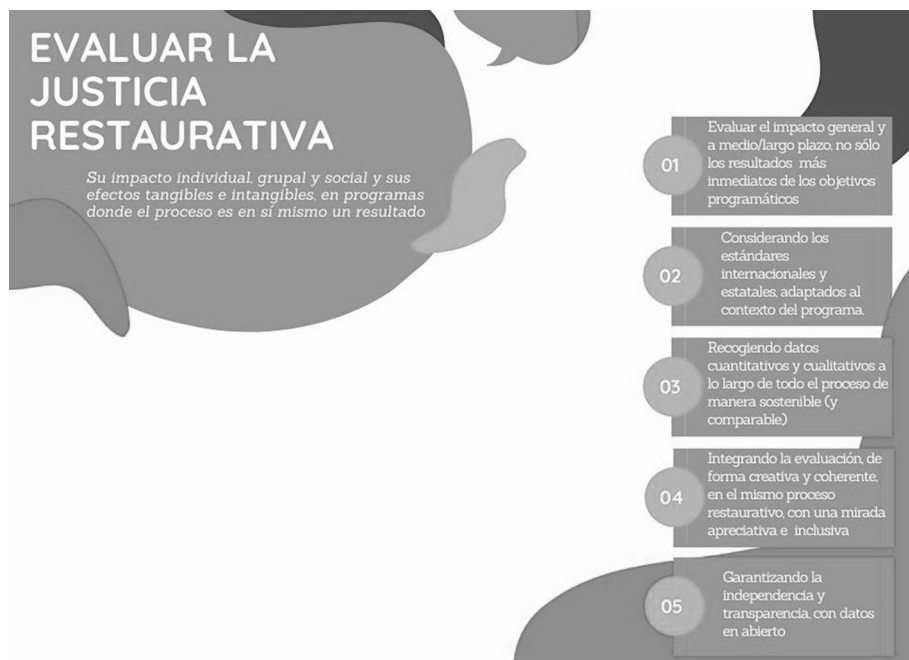 EVALUAR LA
JUSTICIA
RESTAURATIVA
Su impacto individual, grupal y social y sus
efectos tangibles e intangibles, en programas
donde el proceso es en sí mismo un resultado
01
Evaluar el impacto general y
a medio/largo plazo, no sólo
los resultados más
inmediatos de los objetivos
programáticos
02
Considerando los
estándares
internacionales y
estatales, adaptados al
contexto del programa.
03
Recogiendo datos
cuantitativos y cualitativos a
lo largo de todo el proceso de
manera sostenible (y
comparable)
04
Integrando la evaluación, de
forma creativa y coherente,
en el mismo proceso
restaurativo, con una mirada
apreciativa e inclusiva
05
Garantizando la
independencia y
transparencia, con datos
en abierto